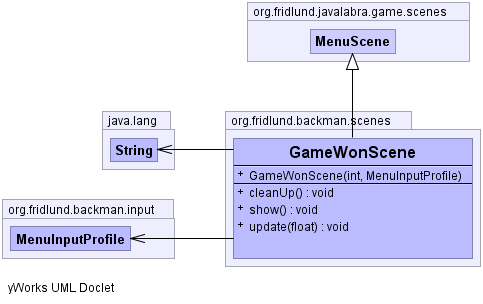 org.fridlund.javalabra.game.scenes
MenuScene
java.lang
String
org.fridlund.backman.scenes
GameWonScene
+ GameWonScene(int, MenuInputProfile)
+ cleanUp() : void
+ show() : void
+ update(float) : void
org.fridlund.backman.input
MenuInputProfile
yWorks UML Doclet